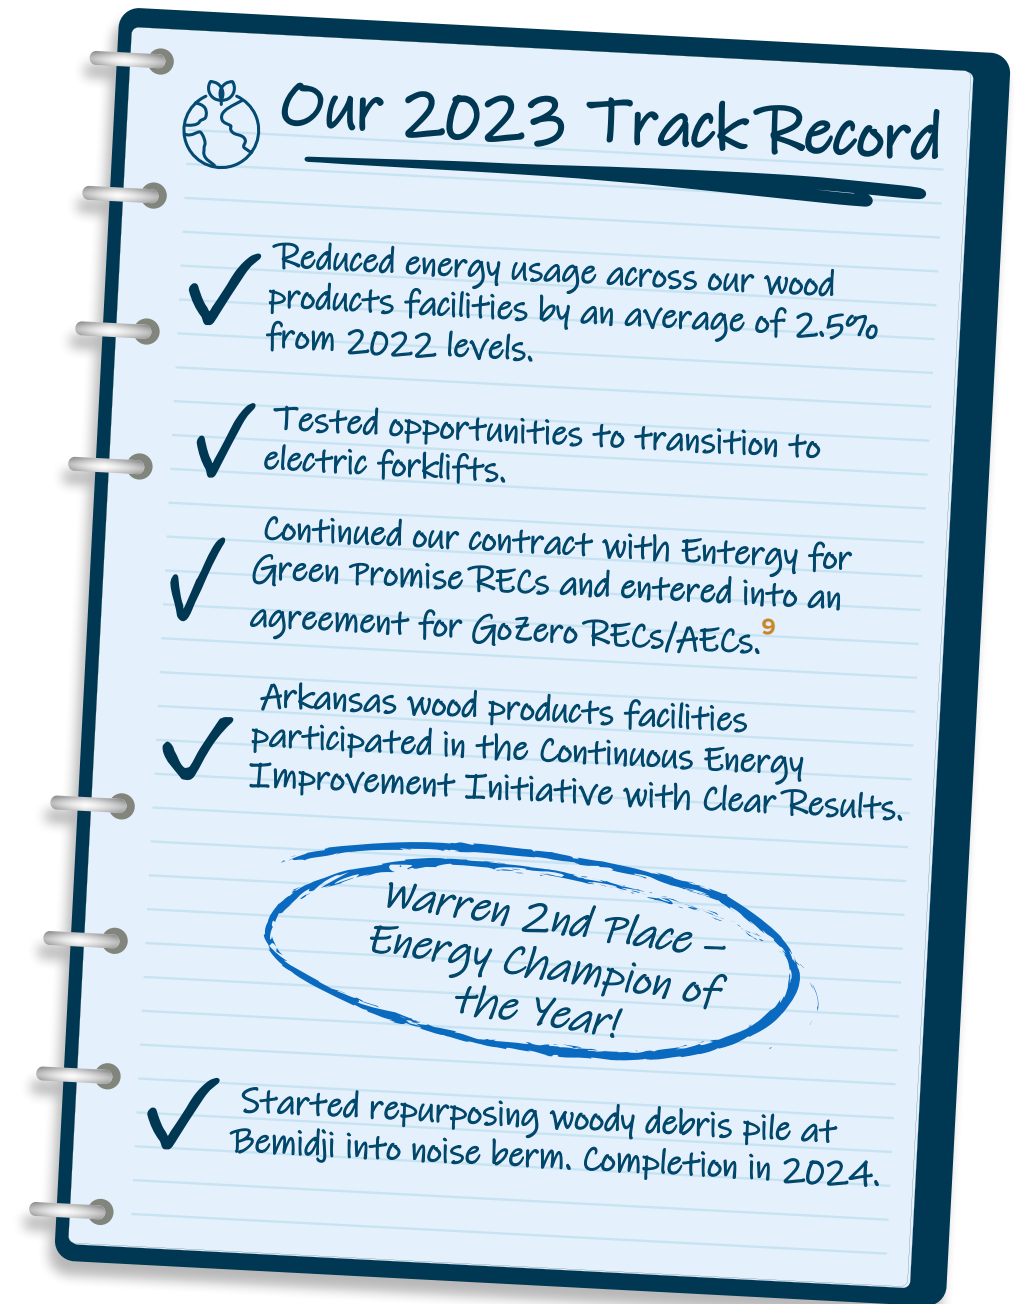 Our 2023 Track Record
Reduced energy usage across our wood
products facilities by an average of 2.5%
from 2022 levels.
Tested opportunities to transition to
electric forklifts.
Continued our contract with Entergy for
Green Promise RECs and entered into an
agreement for GoZero RECs/AECs.9
Arkansas wood products facilities
participated in the Continuous Energy
Improvement Initiative with Clear Results.
Warren 2nd Place –
Energy Champion of
the Year!
Started repurposing woody debris pile at
Bemidji into noise berm. Completion in 2024.